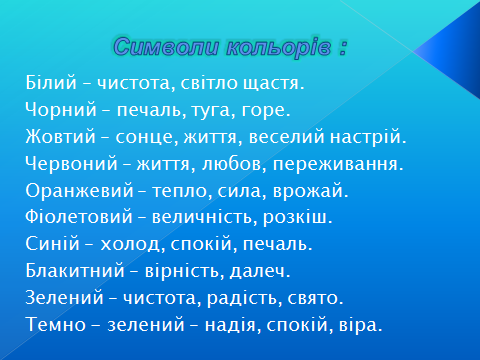 Символи кольорів :
Білий – чистота, світло щастя.
Чорний – печаль, туга, горе.
Жовтий – сонце, життя, веселий настрій.
Червоний – життя, любов, переживання.
Оранжевий – тепло, сила, врожай.
Фіолетовий – величність, розкіш.
Синій – холод, спокій, печаль.
Блакитний – вірність, далеч.
Зелений – чистота, радість, свято.
Темно – зелений – надія, спокій, віра.